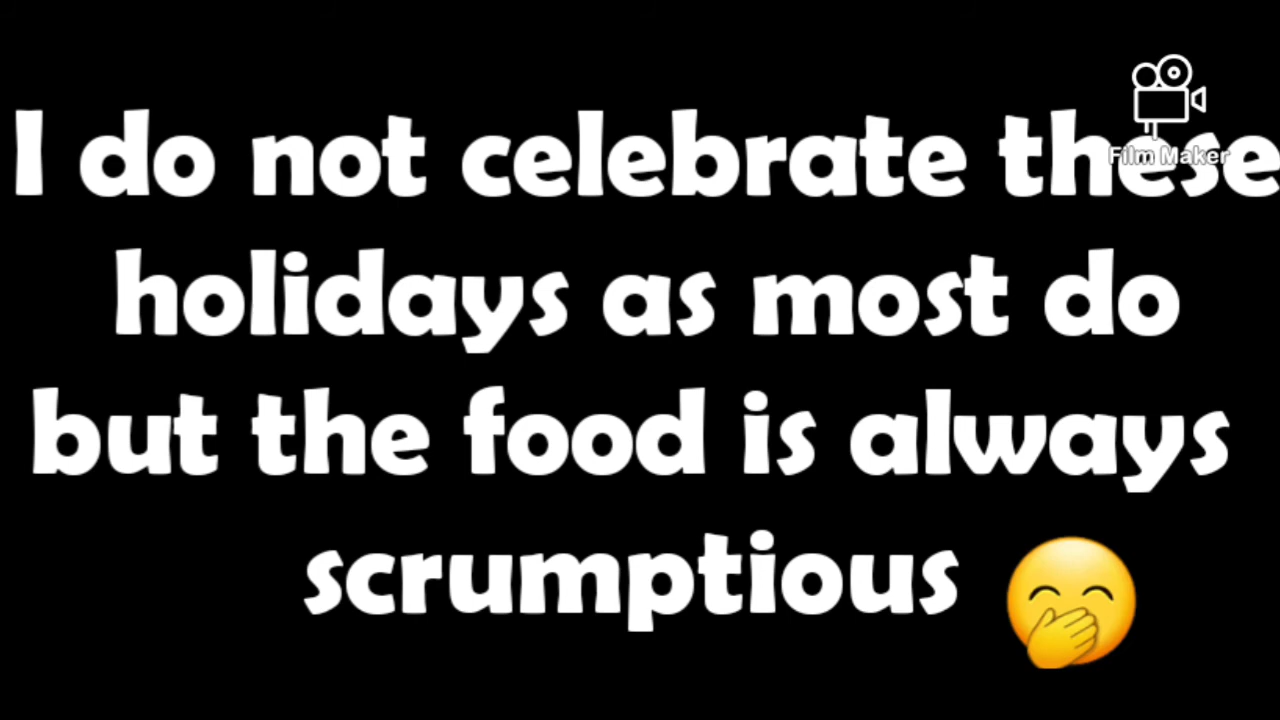 I do not celebrate these
holidays as most do
but the food is always
scrumptious 🤭
Film Maker